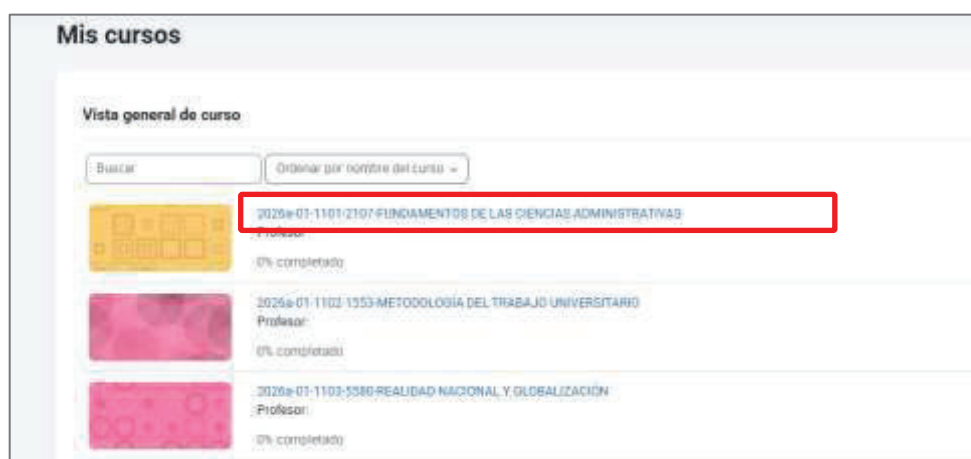 Mis cursos
Vista general de curso
Buscar
Ordenar por nombre del curso
2026a-01-1101-2107-FUNDAMENTOS DE LAS CIENCIAS ADMINISTRATIVAS
Profesor:
0% completado
2026a-01-1102-1553-METODOLOGÍA DEL TRABAJO UNIVERSITARIO
Profesor:
0% completado
2026a-01-1103-5580-REALIDAD NACIONAL Y GLOBALIZACIÓN
Profesor:
0% completado